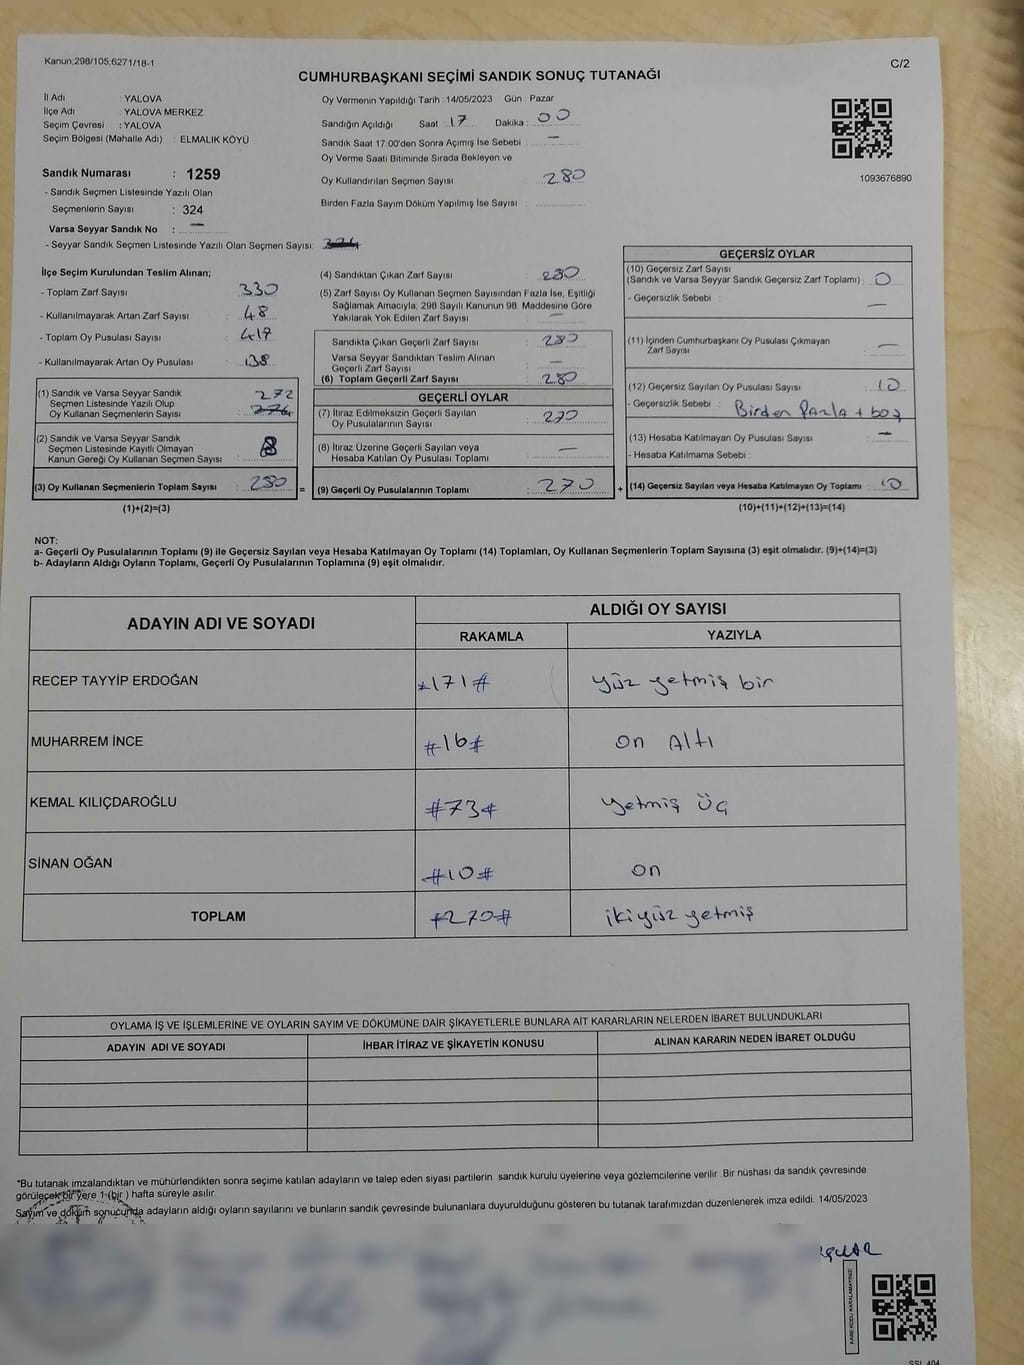 Kanun;298/105,6271/18-1
C/2
CUMHURBAŞKANI SEÇİMİ SANDIK SONUÇ TUTANAĞI
İl Adı : YALOVA
İlçe Adı : YALOVA MERKEZ
Seçim Çevresi : YALOVA
Seçim Bölgesi (Mahalle Adı) : ELMALIK KÖYÜ
Sandık Numarası : 1259
- Sandık Seçmen Listesinde Yazılı Olan
Seçmenlerin Sayısı : 324
Varsa Seyyar Sandık No : —
- Seyyar Sandık Seçmen Listesinde Yazılı Olan Seçmen Sayısı:
Oy Vermenin Yapıldığı Tarih :14/05/2023 Gün : Pazar
Sandığın Açıldığı Saat : 17 Dakika : 00
Sandık Saat 17:00'den Sonra Açımış İse Sebebi : —
Oy Verme Saati Bitiminde Sırada Bekleyen ve
Oy Kullandırılan Seçmen Sayısı : 280
Birden Fazla Sayım Döküm Yapılmış İse Sayısı :
1093676890
İlçe Seçim Kurulundan Teslim Alınan;
- Toplam Zarf Sayısı : 330
- Kullanılmayarak Artan Zarf Sayısı : 48
- Toplam Oy Pusulası Sayısı :
- Kullanılmayarak Artan Oy Pusulası : 138
(1) Sandık ve Varsa Seyyar Sandık
Seçmen Listesinde Yazılı Olup
Oy Kullanan Seçmenlerin Sayısı : 272
(2) Sandık ve Varsa Seyyar Sandık
Seçmen Listesinde Kayıtlı Olmayan
Kanun Gereği Oy Kullanan Seçmen Sayısı : 8
(3) Oy Kullanan Seçmenlerin Toplam Sayısı : 280 =
(1)+(2)=(3)
(4) Sandıktan Çıkan Zarf Sayısı : 280
(5) Zarf Sayısı Oy Kullanan Seçmen Sayısından Fazla İse, Eşitliği
Sağlamak Amacıyla; 298 Sayılı Kanunun 98. Maddesine Göre
Yakılarak Yok Edilen Zarf Sayısı : —
Sandıkta Çıkan Geçerli Zarf Sayısı : 280
Varsa Seyyar Sandıktan Teslim Alınan
Geçerli Zarf Sayısı : —
(6) Toplam Geçerli Zarf Sayısı : 280
GEÇERLİ OYLAR
(7) İtiraz Edilmeksizin Geçerli Sayılan
Oy Pusulalarının Sayısı : 270
(8) İtiraz Üzerine Geçerli Sayılan veya
Hesaba Katılan Oy Pusulası Toplamı : —
(9) Geçerli Oy Pusulalarının Toplamı : 270 +
GEÇERSİZ OYLAR
(10) Geçersiz Zarf Sayısı
(Sandık ve Varsa Seyyar Sandık Geçersiz Zarf Toplamı) : 0
- Geçersizlik Sebebi : —
(11) İçinden Cumhurbaşkanı Oy Pusulası Çıkmayan
Zarf Sayısı : —
(12) Geçersiz Sayılan Oy Pusulası Sayısı : 10
- Geçersizlik Sebebi : Birden Fazla + boş
(13) Hesaba Katılmayan Oy Pusulası Sayısı : —
- Hesaba Katılmama Sebebi :
(14) Geçersiz Sayılan veya Hesaba Katılmayan Oy Toplamı : 10
(10)+(11)+(12)+(13)=(14)
NOT:
a- Geçerli Oy Pusulalarının Toplamı (9) ile Geçersiz Sayılan veya Hesaba Katılmayan Oy Toplamı (14) Toplamları, Oy Kullanan Seçmenlerin Toplam Sayısına (3) eşit olmalıdır. (9)+(14)=(3)
b- Adayların Aldığı Oyların Toplamı, Geçerli Oy Pusulalarının Toplamına (9) eşit olmalıdır.
ADAYIN ADI VE SOYADI ALDIĞI OY SAYISI
RAKAMLA YAZIYLA
RECEP TAYYİP ERDOĞAN #171# yüz yetmiş bir
MUHARREM İNCE #16# on Altı
KEMAL KILIÇDAROĞLU #73# yetmiş üç
SİNAN OĞAN #10# on
TOPLAM #270# ikiyüz yetmiş
OYLAMA İŞ VE İŞLEMLERİNE VE OYLARIN SAYIM VE DÖKÜMÜNE DAİR ŞİKAYETLERLE BUNLARA AİT KARARLARIN NELERDEN İBARET BULUNDUKLARI
ADAYIN ADI VE SOYADI İHBAR İTİRAZ VE ŞİKAYETİN KONUSU ALINAN KARARIN NEDEN İBARET OLDUĞU
*Bu tutanak imzalandıktan ve mühürlendikten sonra seçime katılan adayların ve talep eden siyasi partilerin sandık kurulu üyelerine veya gözlemcilerine verilir. Bir nüshası da sandık çevresinde
görülecek bir yere 1 (bir ) hafta süreyle asılır.
Sayım ve döküm sonucunda adayların aldığı oyların sayılarını ve bunların sandık çevresinde bulunanlara duyurulduğunu gösteren bu tutanak tarafımızdan düzenlenerek imza edildi. 14/05/2023
KARE KODU KARALAMAYINIZ!